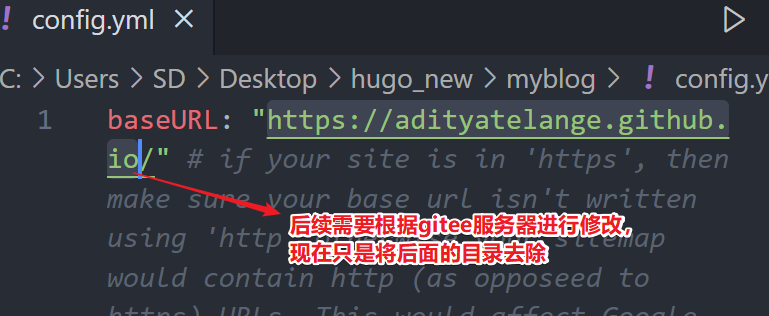 ! config.yml ×
C: > Users > SD > Desktop > hugo_new > myblog > ! config.y
1 baseURL: "https://adityatelange.github.
io/" # if your site is in 'https', then
make sure your base url isn't written
using 'http
sitemap
would contain http (as opposeed to
https) URLs. This would affect Google
后续需要根据gitee服务器进行修改,
现在只是将后面的目录去除